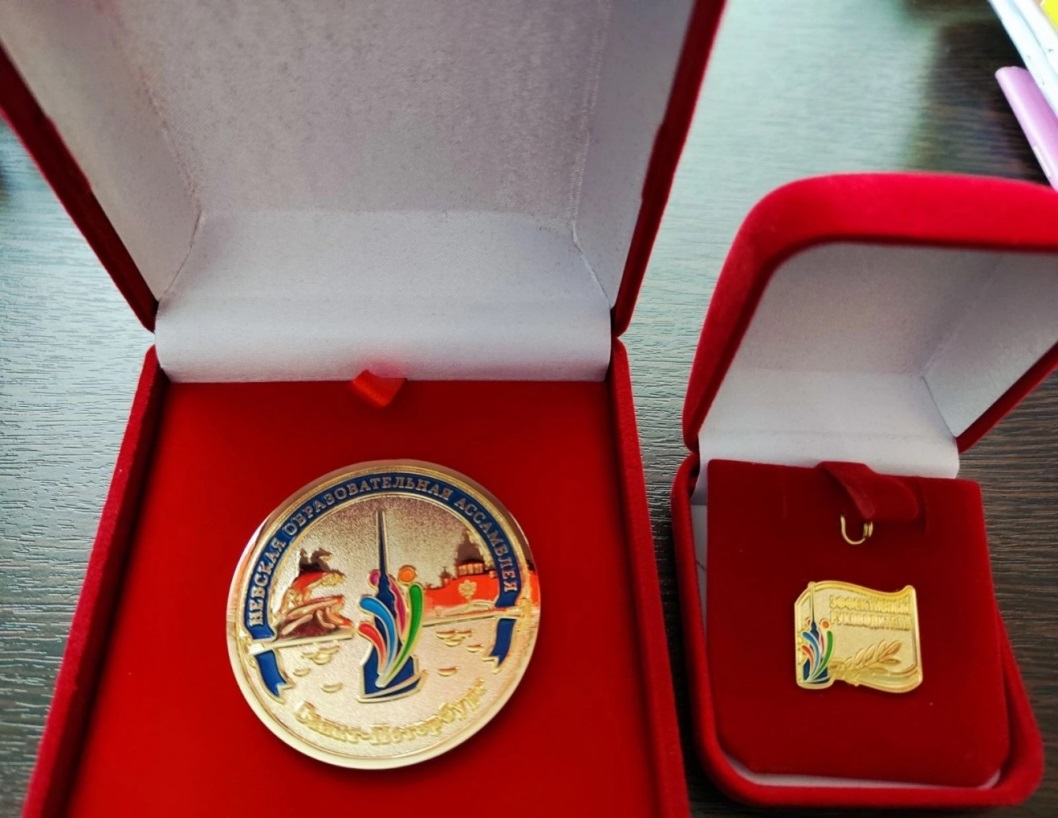 НЕВСКАЯ ОБРАЗОВАТЕЛЬНАЯ АССАМБЛЕЯ
Санкт-Петербург
ЭФФЕКТИВНЫЙ
РУКОВОДИТЕЛЬ